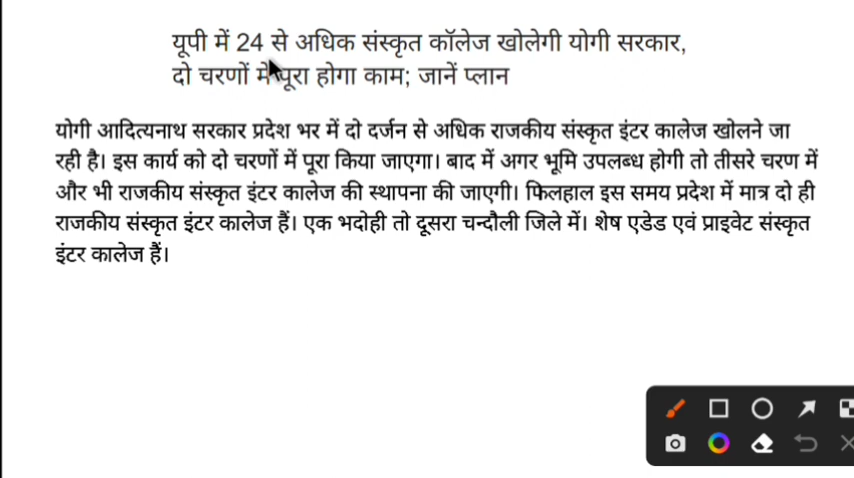 यूपी में 24 से अधिक संस्कृत कॉलेज खोलेगी योगी सरकार,
दो चरणों में पूरा होगा काम; जानें प्लान
योगी आदित्यनाथ सरकार प्रदेश भर में दो दर्जन से अधिक राजकीय संस्कृत इंटर कालेज खोलने जा
रही है। इस कार्य को दो चरणों में पूरा किया जाएगा। बाद में अगर भूमि उपलब्ध होगी तो तीसरे चरण में
और भी राजकीय संस्कृत इंटर कालेज की स्थापना की जाएगी। फिलहाल इस समय प्रदेश में मात्र दो ही
राजकीय संस्कृत इंटर कालेज हैं। एक भदोही तो दूसरा चन्दौली जिले में। शेष एडेड एवं प्राइवेट संस्कृत
इंटर कालेज हैं।